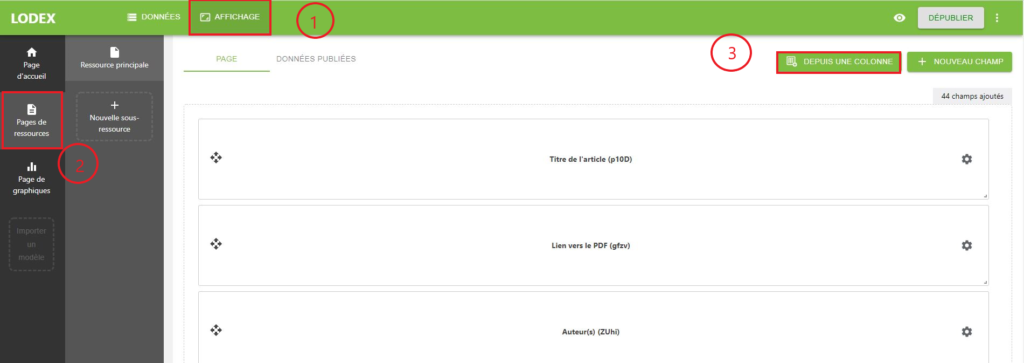 LODEX
DONNÉES
AFFICHAGE
1
DÉPUBLIER
Page
d'accueil
Ressource principale
PAGE
DONNÉES PUBLIÉES
3
DEPUIS UNE COLONNE
+ NOUVEAU CHAMP
44 champs ajoutés
Pages de
ressources
+
Nouvelle sous-
ressource
2
Titre de l'article (p10D)
Page de
graphiques
Importer
un
modèle
Lien vers le PDF (gfzv)
Auteur(s) (ZUhi)